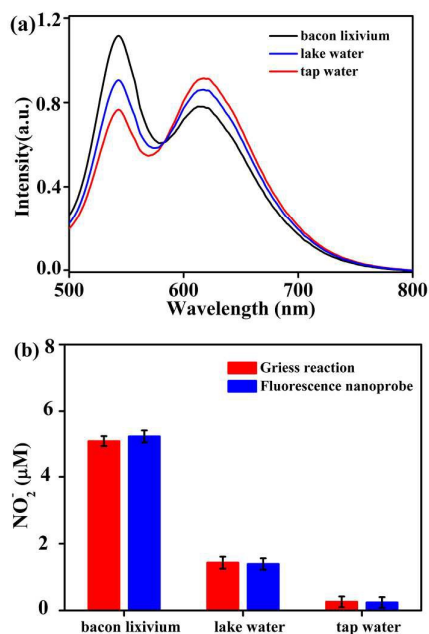 (a)
bacon lixivium
lake water
tap water
Intensity(a.u.)
1.2
0.8
0.4
0.0
500 600 700 800
Wavelength (nm)
(b)
Griess reaction
Fluorescence nanoprobe
NO₂⁻ (μM)
8
6
4
2
0
bacon lixivium lake water tap water